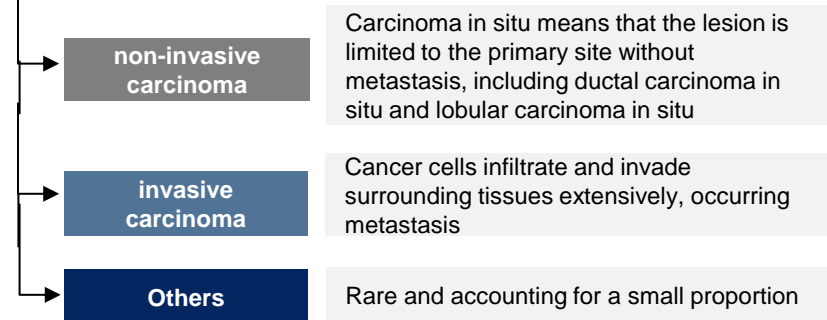 non-invasive
carcinoma
Carcinoma in situ means that the lesion is
limited to the primary site without
metastasis, including ductal carcinoma in
situ and lobular carcinoma in situ
invasive
carcinoma
Cancer cells infiltrate and invade
surrounding tissues extensively, occurring
metastasis
Others
Rare and accounting for a small proportion